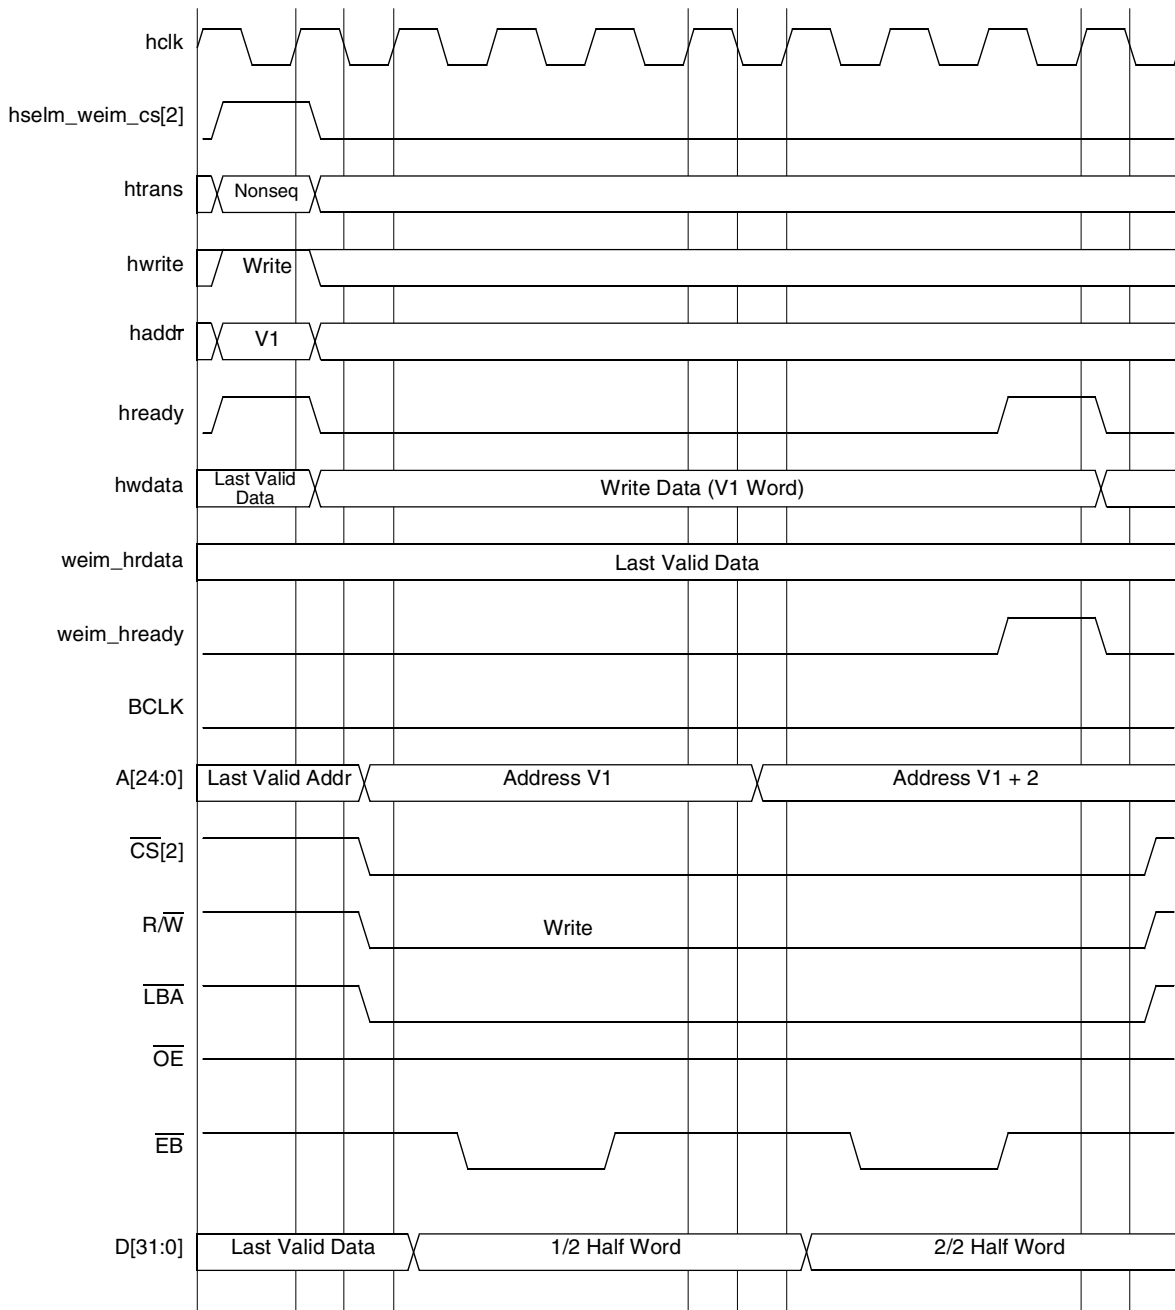 hclk
hselm_weim_cs[2]
htrans Nonseq
hwrite Write
haddr V1
hready
hwdata Last Valid Data Write Data (V1 Word)
weim_hrdata Last Valid Data
weim_hready
BCLK
A[24:0] Last Valid Addr Address V1 Address V1 + 2
CS[2]
R/W Write
LBA
OE
EB
D[31:0] Last Valid Data 1/2 Half Word 2/2 Half Word